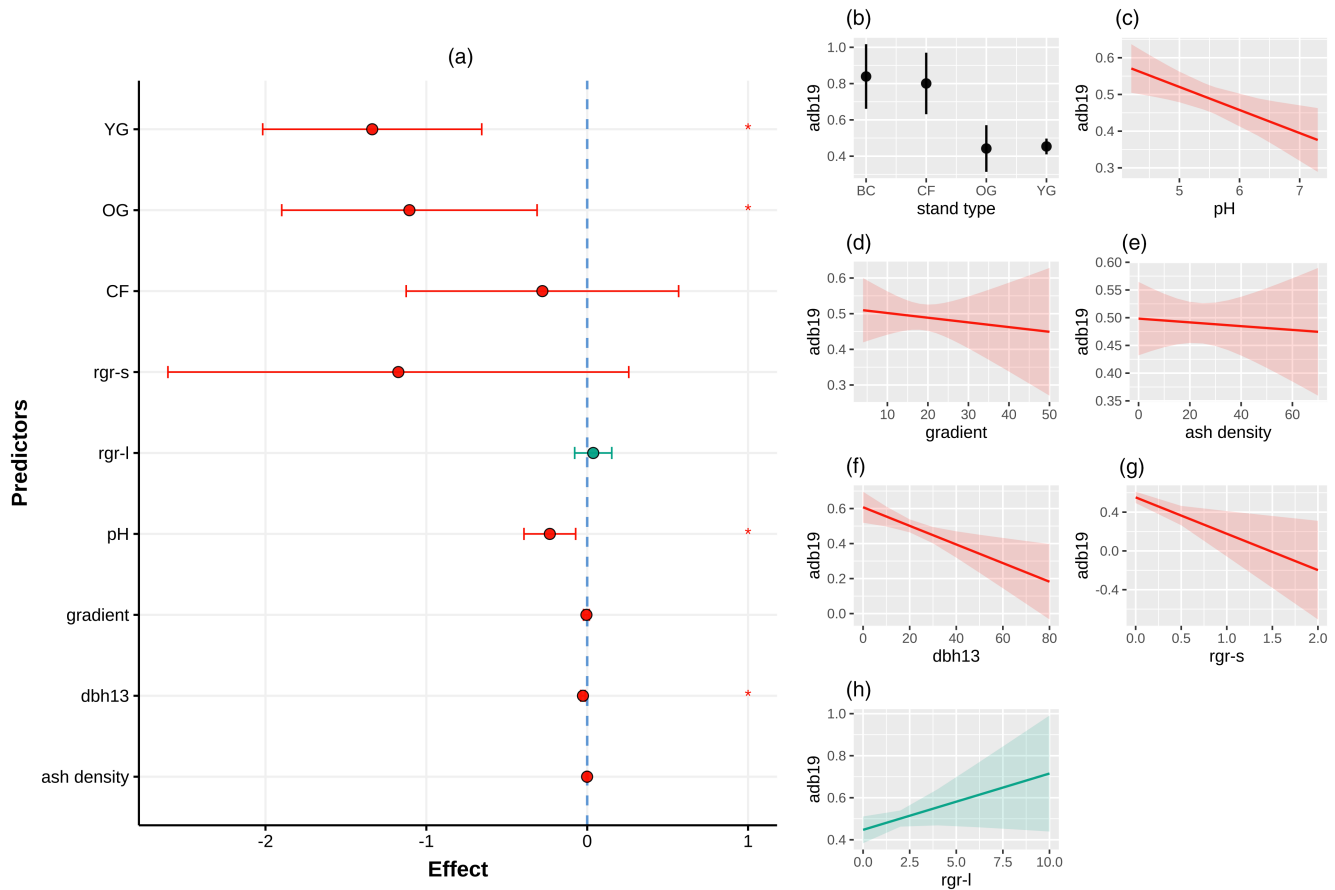 (a)
Predictors
YG
*
OG
*
CF
rgr-s
rgr-l
pH
*
gradient
dbh13
*
ash density
-2 -1 0 1
Effect
(b)
adb19
1.0
0.8
0.6
0.4
BC CF OG YG
stand type
(c)
adb19
0.6
0.5
0.4
0.3
5 6 7
pH
(d)
adb19
0.6
0.5
0.4
0.3
10 20 30 40 50
gradient
(e)
adb19
0.60
0.55
0.50
0.45
0.40
0.35
0 20 40 60
ash density
(f)
adb19
0.6
0.4
0.2
0.0
0 20 40 60 80
dbh13
(g)
adb19
0.4
0.0
-0.4
0.0 0.5 1.0 1.5 2.0
rgr-s
(h)
adb19
1.0
0.8
0.6
0.4
0.0 2.5 5.0 7.5 10.0
rgr-l